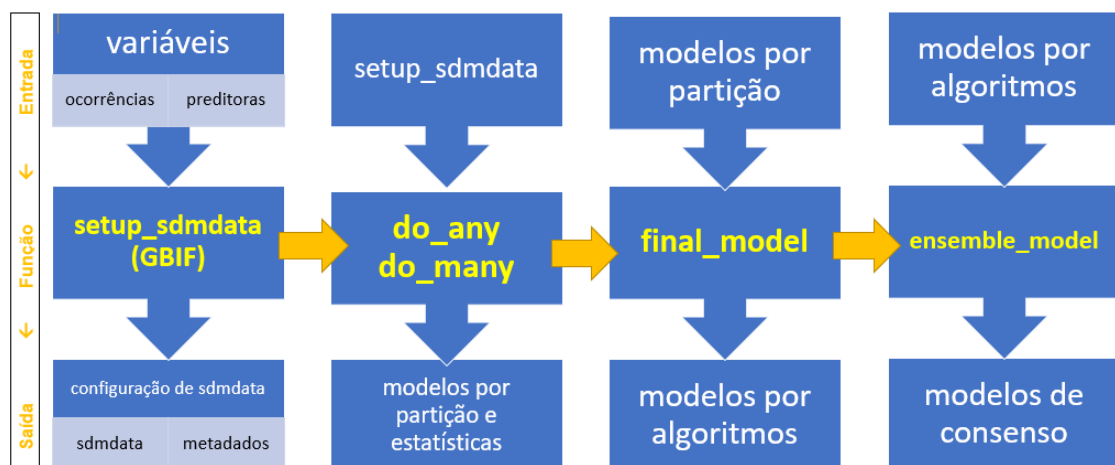 Entrada
variáveis
ocorrências
preditoras
setup_sdmdata
modelos por
partição
modelos por
algoritmos
Função
setup_sdmdata
(GBIF)
do_any
do_many
final_model
ensemble_model
Saída
configuração de sdmdata
sdmdata
metadados
modelos por
partição e
estatísticas
modelos por
algoritmos
modelos de
consenso